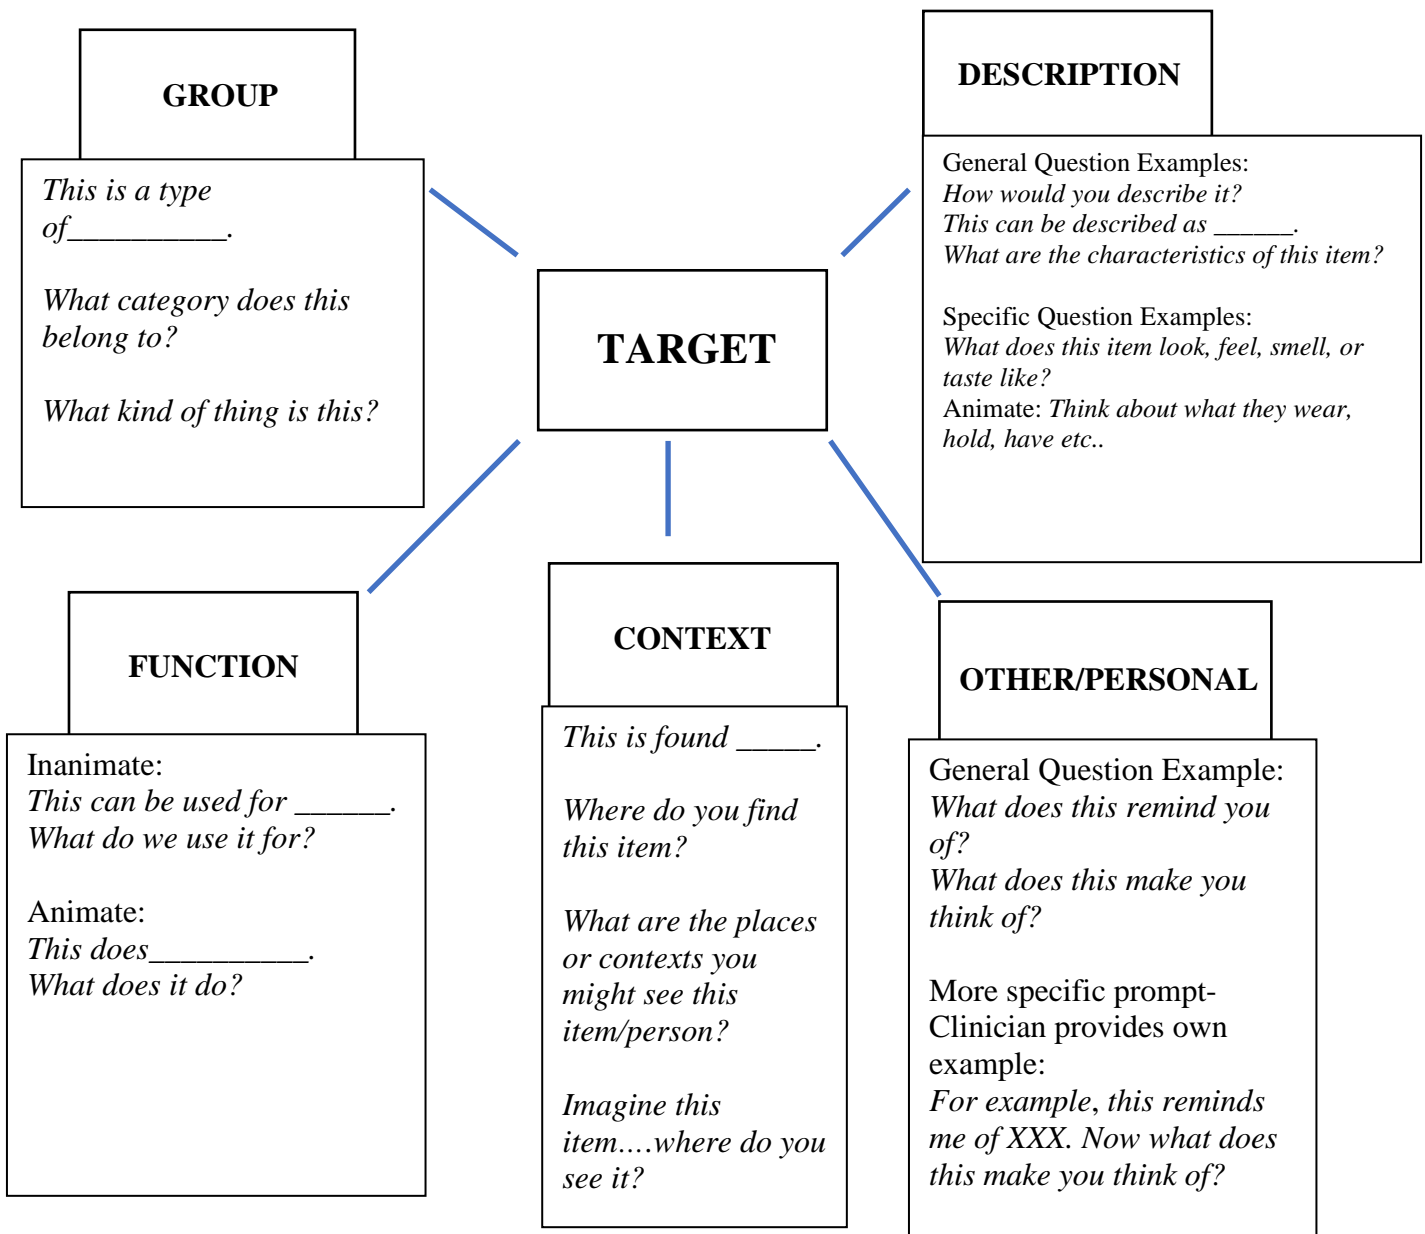 GROUP
This is a type
of__________.
What category does this
belong to?
What kind of thing is this?
DESCRIPTION
General Question Examples:
How would you describe it?
This can be described as ______.
What are the characteristics of this item?
Specific Question Examples:
What does this item look, feel, smell, or
taste like?
Animate: Think about what they wear,
hold, have etc..
TARGET
FUNCTION
Inanimate:
This can be used for ______.
What do we use it for?
Animate:
This does__________.
What does it do?
CONTEXT
This is found _____.
Where do you find
this item?
What are the places
or contexts you
might see this
item/person?
Imagine this
item....where do you
see it?
OTHER/PERSONAL
General Question Example:
What does this remind you
of?
What does this make you
think of?
More specific prompt-
Clinician provides own
example:
For example, this reminds
me of XXX. Now what does
this make you think of?